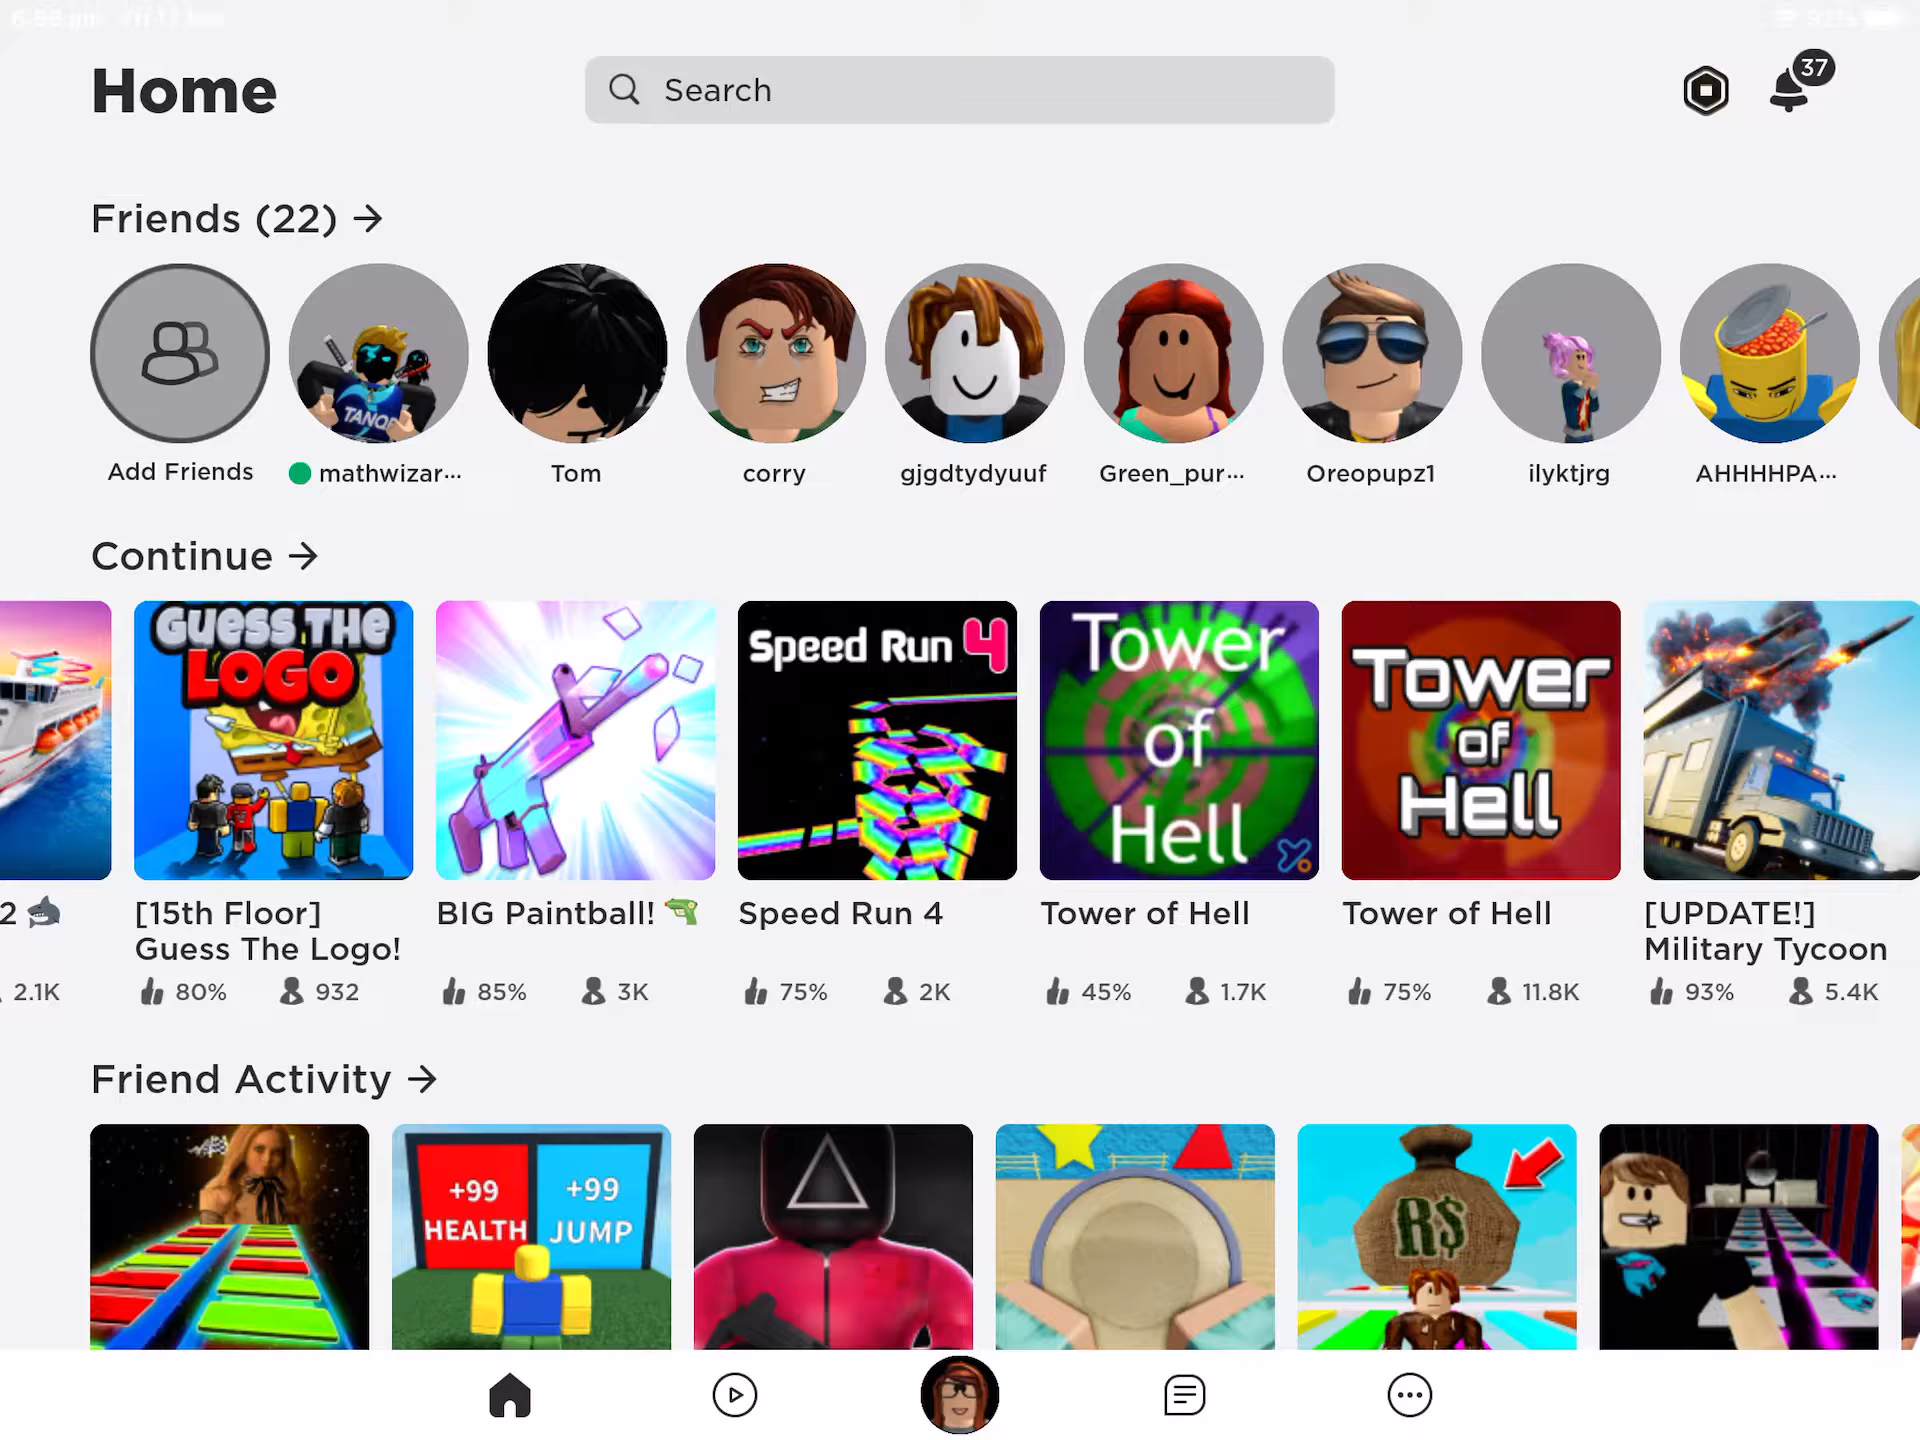 Home
Search
37
Friends (22) →
TANQR
Add Friends
mathwizar...
Tom
corry
gjgdtydyuuf
Green_pur...
Oreopupz1
ilyktjrg
AHHHHPA...
Continue →
GUESS THE
LOGO
Speed Run 4
Tower
of
Hell
Tower
of
Hell
2 🦈
[15th Floor]
Guess The Logo!
BIG Paintball! 🔫
Speed Run 4
Tower of Hell
Tower of Hell
[UPDATE!]
Military Tycoon
2.1K
80% 932
85% 3K
75% 2K
45% 1.7K
75% 11.8K
93% 5.4K
Friend Activity →
+99
HEALTH
+99
JUMP
R$